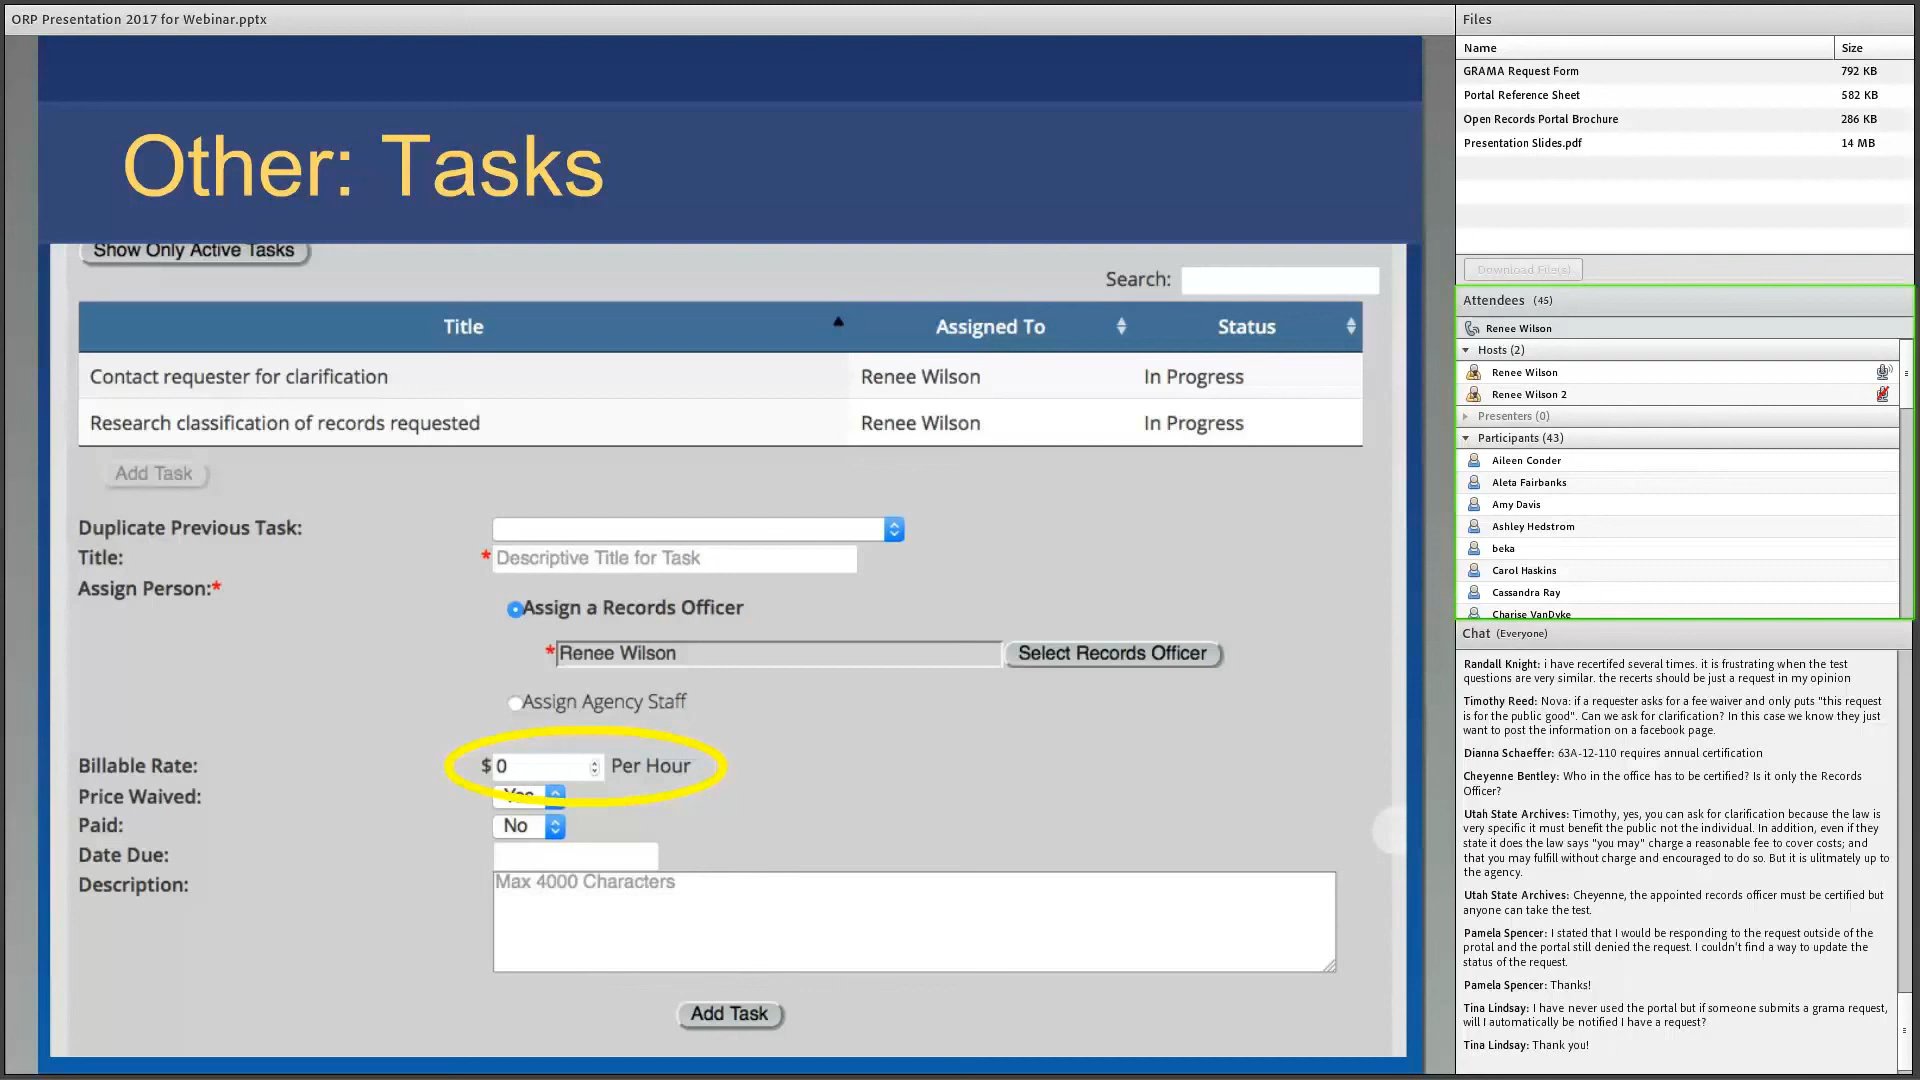 ORP Presentation 2017 for Webinar.pptx
Other: Tasks
Show Only Active Tasks
Search:
Title Assigned To Status
Contact requester for clarification Renee Wilson In Progress
Research classification of records requested Renee Wilson In Progress
Add Task
Duplicate Previous Task:
Title: * Descriptive Title for Task
Assign Person:*
Assign a Records Officer
* Renee Wilson Select Records Officer
Assign Agency Staff
Billable Rate: $ 0 Per Hour
Price Waived: Yes
Paid: No
Date Due:
Description: Max 4000 Characters
Add Task
Files
Name Size
GRAMA Request Form 792 KB
Portal Reference Sheet 582 KB
Open Records Portal Brochure 286 KB
Presentation Slides.pdf 14 MB
Download File(s)
Attendees (45)
Renee Wilson
Hosts (2)
Renee Wilson
Renee Wilson 2
Presenters (0)
Participants (43)
Aileen Conder
Aleta Fairbanks
Amy Davis
Ashley Hedstrom
beka
Carol Haskins
Cassandra Ray
Charise VanDyke
Chat (Everyone)
Randall Knight: i have recertifed several times. it is frustrating when the test
questions are very similar. the recerts should be just a request in my opinion
Timothy Reed: Nova: if a requester asks for a fee waiver and only puts "this request
is for the public good". Can we ask for clarification? In this case we know they just
want to post the information on a facebook page.
Dianna Schaeffer: 63A-12-110 requires annual certification
Cheyenne Bentley: Who in the office has to be certified? Is it only the Records
Officer?
Utah State Archives: Timothy, yes, you can ask for clarification because the law is
very specific it must benefit the public not the individual. In addition, even if they
state it does the law says "you may" charge a reasonable fee to cover costs; and
that you may fulfill without charge and encouraged to do so. But it is ulitmately up to
the agency.
Utah State Archives: Cheyenne, the appointed records officer must be certified but
anyone can take the test.
Pamela Spencer: I stated that I would be responding to the request outside of the
protal and the portal still denied the request. I couldn't find a way to update the
status of the request.
Pamela Spencer: Thanks!
Tina Lindsay: I have never used the portal but if someone submits a grama request,
will I automatically be notified I have a request?
Tina Lindsay: Thank you!